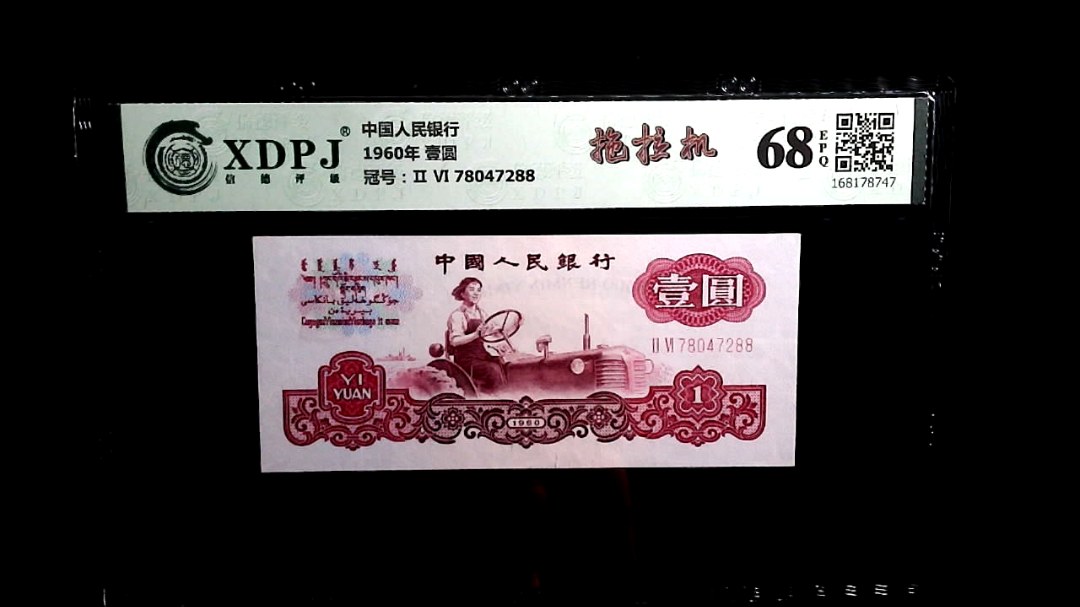 XDPJ®
信德评级
中国人民银行
1960年 壹圆
冠号：II VI 78047288
拖拉机
68
EPQ
168178747
中國人民銀行
壹圓
II VI 78047288
YI
YUAN
1960
1